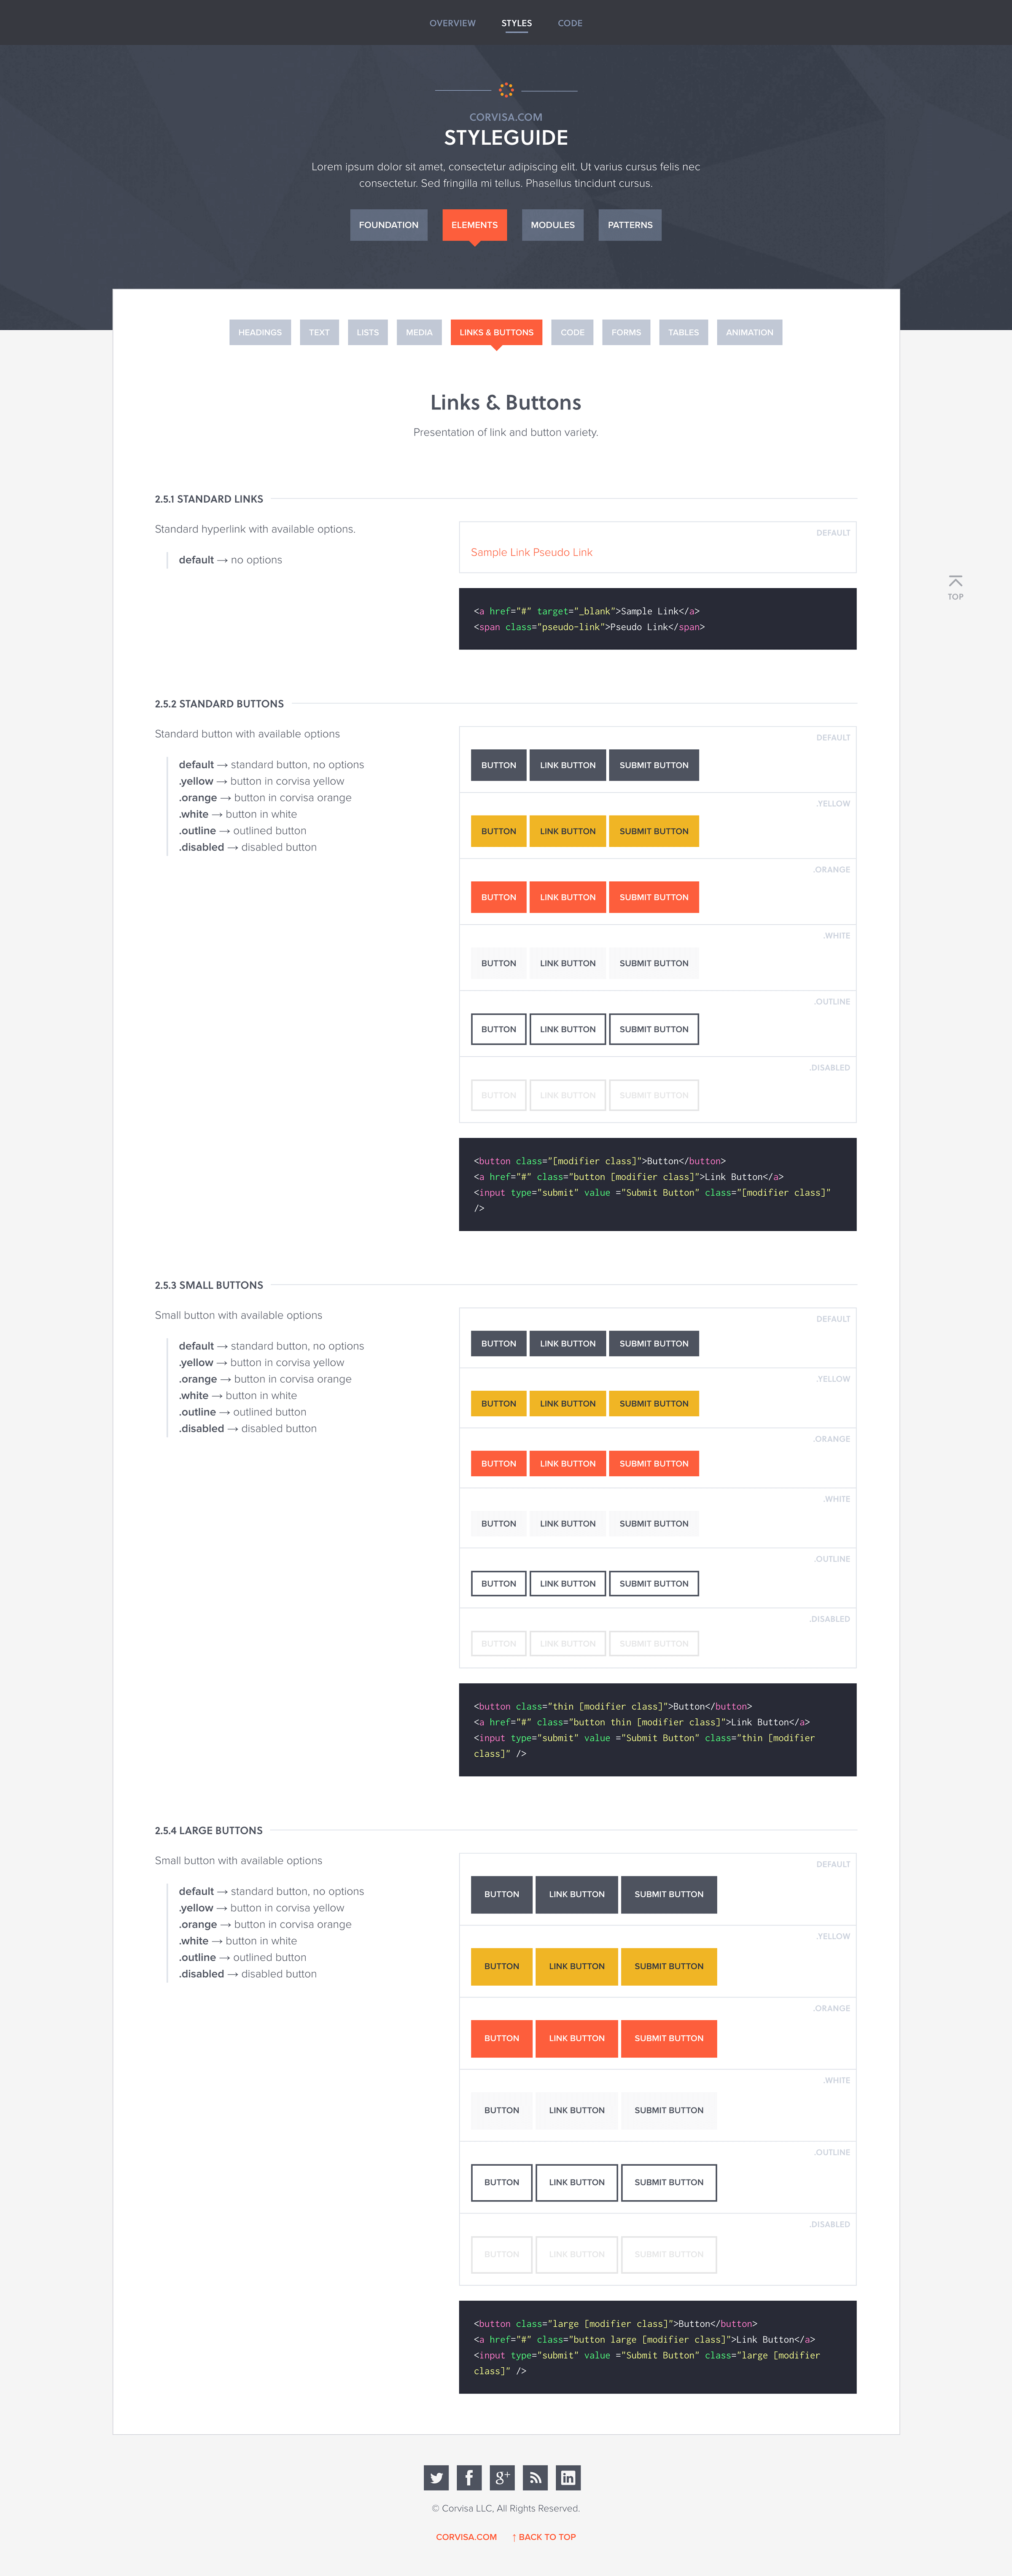 OVERVIEW STYLES CODE
CORVISA.COM
STYLEGUIDE
Lorem ipsum dolor sit amet, consectetur adipiscing elit. Ut varius cursus felis nec
consectetur. Sed fringilla mi tellus. Phasellus tincidunt cursus.
FOUNDATION ELEMENTS MODULES PATTERNS
HEADINGS TEXT LISTS MEDIA LINKS & BUTTONS CODE FORMS TABLES ANIMATION
Links & Buttons
Presentation of link and button variety.
2.5.1 STANDARD LINKS
Standard hyperlink with available options.
default → no options
DEFAULT
Sample Link Pseudo Link
<a href="#" target="_blank">Sample Link</a>
<span class="pseudo-link">Pseudo Link</span>
TOP
2.5.2 STANDARD BUTTONS
Standard button with available options
default → standard button, no options
.yellow → button in corvisa yellow
.orange → button in corvisa orange
.white → button in white
.outline → outlined button
.disabled → disabled button
DEFAULT
BUTTON LINK BUTTON SUBMIT BUTTON
.YELLOW
BUTTON LINK BUTTON SUBMIT BUTTON
.ORANGE
BUTTON LINK BUTTON SUBMIT BUTTON
.WHITE
BUTTON LINK BUTTON SUBMIT BUTTON
.OUTLINE
BUTTON LINK BUTTON SUBMIT BUTTON
.DISABLED
BUTTON LINK BUTTON SUBMIT BUTTON
<button class="[modifier class]">Button</button>
<a href="#" class="button [modifier class]">Link Button</a>
<input type="submit" value ="Submit Button" class="[modifier class]"
/>
2.5.3 SMALL BUTTONS
Small button with available options
default → standard button, no options
.yellow → button in corvisa yellow
.orange → button in corvisa orange
.white → button in white
.outline → outlined button
.disabled → disabled button
DEFAULT
BUTTON LINK BUTTON SUBMIT BUTTON
.YELLOW
BUTTON LINK BUTTON SUBMIT BUTTON
.ORANGE
BUTTON LINK BUTTON SUBMIT BUTTON
.WHITE
BUTTON LINK BUTTON SUBMIT BUTTON
.OUTLINE
BUTTON LINK BUTTON SUBMIT BUTTON
.DISABLED
BUTTON LINK BUTTON SUBMIT BUTTON
<button class="thin [modifier class]">Button</button>
<a href="#" class="button thin [modifier class]">Link Button</a>
<input type="submit" value ="Submit Button" class="thin [modifier
class]" />
2.5.4 LARGE BUTTONS
Small button with available options
default → standard button, no options
.yellow → button in corvisa yellow
.orange → button in corvisa orange
.white → button in white
.outline → outlined button
.disabled → disabled button
DEFAULT
BUTTON LINK BUTTON SUBMIT BUTTON
.YELLOW
BUTTON LINK BUTTON SUBMIT BUTTON
.ORANGE
BUTTON LINK BUTTON SUBMIT BUTTON
.WHITE
BUTTON LINK BUTTON SUBMIT BUTTON
.OUTLINE
BUTTON LINK BUTTON SUBMIT BUTTON
.DISABLED
BUTTON LINK BUTTON SUBMIT BUTTON
<button class="large [modifier class]">Button</button>
<a href="#" class="button large [modifier class]">Link Button</a>
<input type="submit" value ="Submit Button" class="large [modifier
class]" />
© Corvisa LLC, All Rights Reserved.
CORVISA.COM ↑ BACK TO TOP